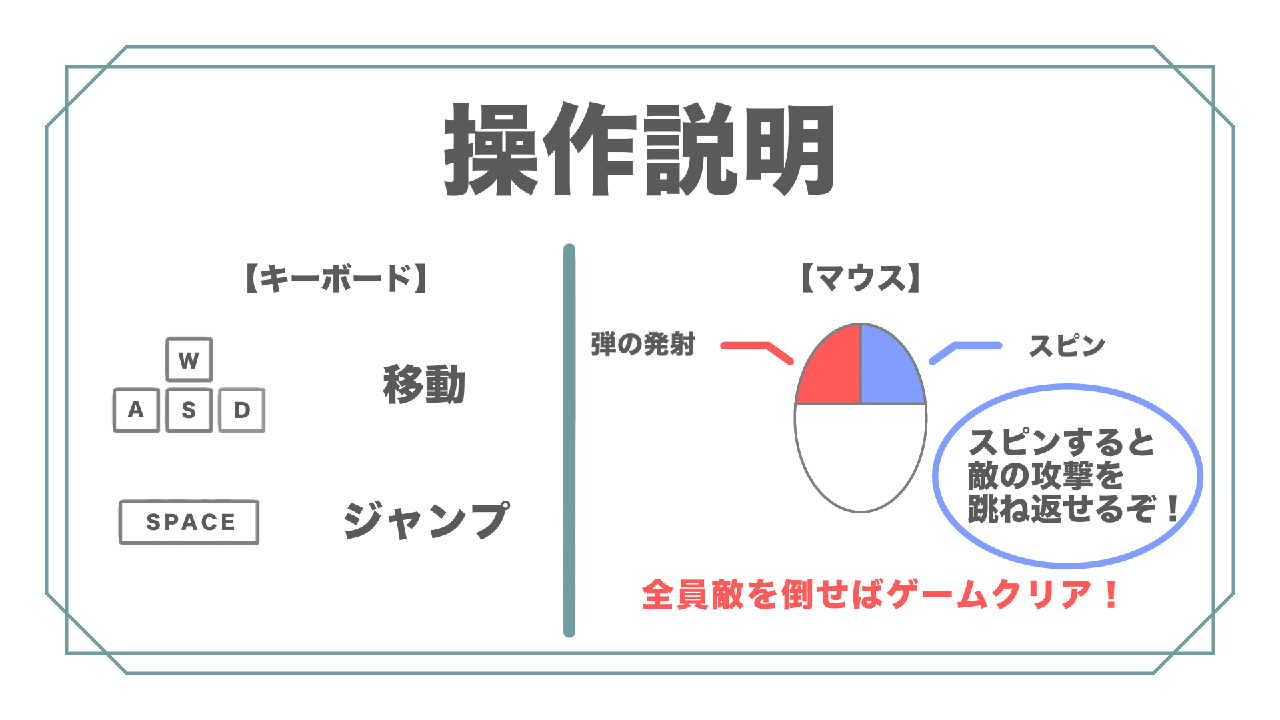 操作説明
【キーボード】
W
A S D
移動
SPACE
ジャンプ
【マウス】
弾の発射
スピン
スピンすると
敵の攻撃を
跳ね返せるぞ！
全員敵を倒せばゲームクリア！